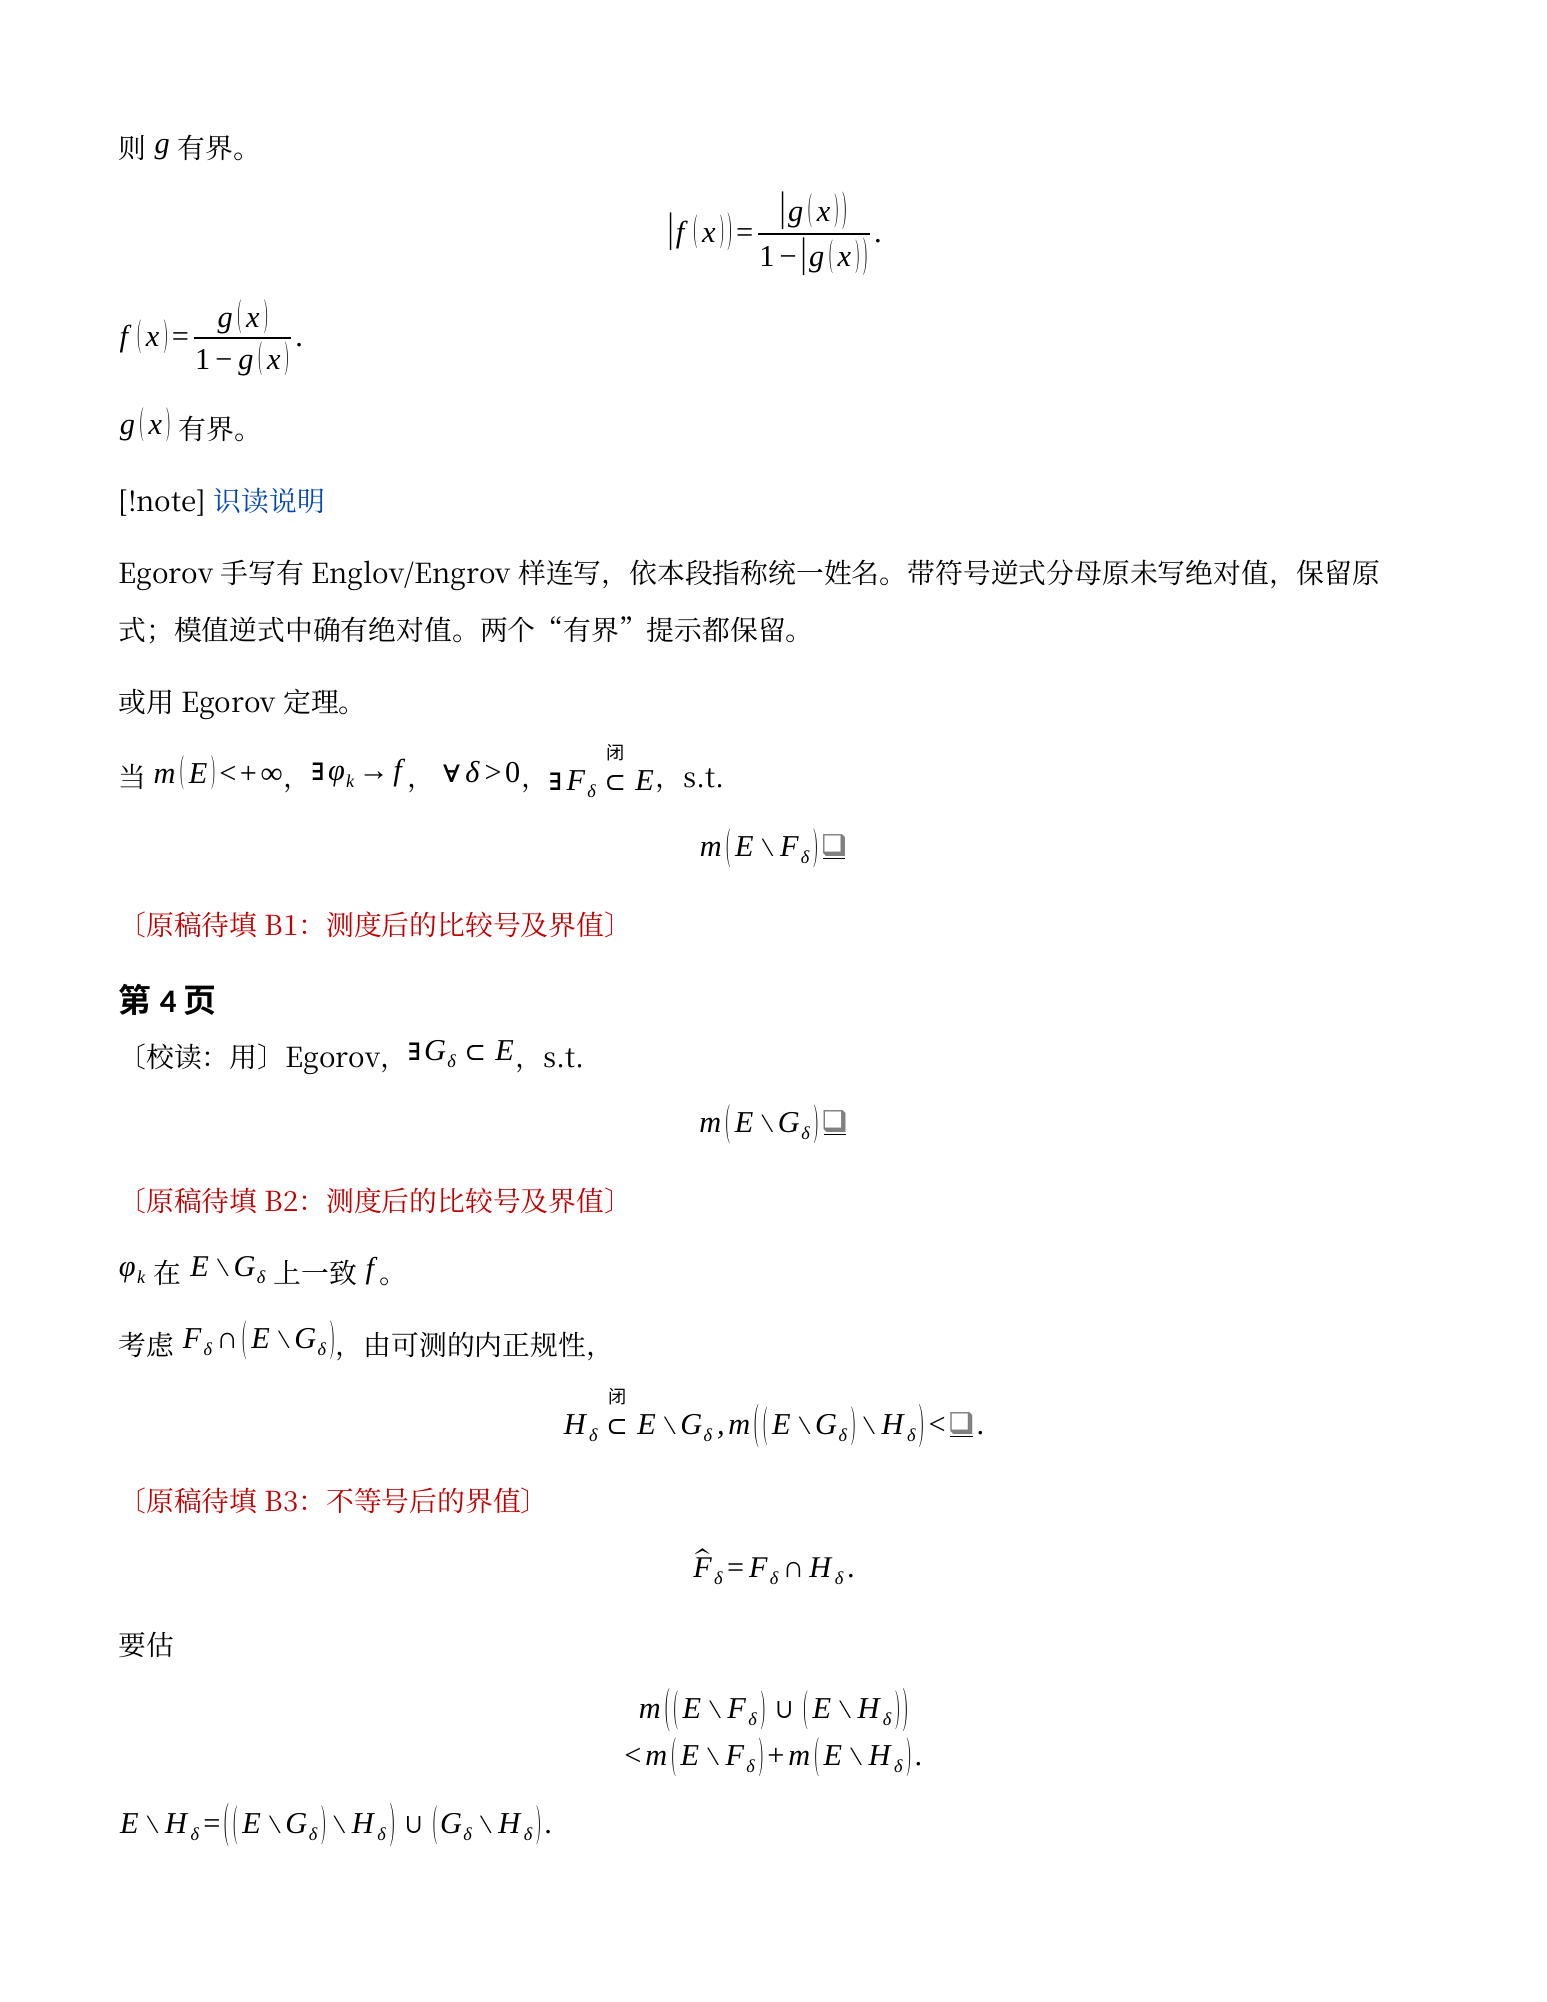 则 g 有界。
|f(x))=|g(x))/1−|g(x)).
f(x)=g(x)/1−g(x).
g(x) 有界。
[!note] 识读说明
Egorov 手写有 Englov/Engrov 样连写，依本段指称统一姓名。带符号逆式分母原未写绝对值，保留原
式；模值逆式中确有绝对值。两个“有界”提示都保留。
或用 Egorov 定理。
当 m(E)<+∞，∃φ_k→f， ∀δ>0，∃F_δ 闭⊂ E，s.t.
m(E∖F_δ)❑
〔原稿待填 B1：测度后的比较号及界值〕
第 4 页
〔校读：用〕Egorov，∃G_δ⊂E，s.t.
m(E∖G_δ)❑
〔原稿待填 B2：测度后的比较号及界值〕
φ_k 在 E∖G_δ 上一致 f。
考虑 F_δ∩(E∖G_δ)，由可测的内正规性，
H_δ 闭⊂ E∖G_δ,m((E∖G_δ)∖H_δ)<❑.
〔原稿待填 B3：不等号后的界值〕
F̂_δ=F_δ∩H_δ.
要估
m((E∖F_δ)∪(E∖H_δ))
<m(E∖F_δ)+m(E∖H_δ).
E∖H_δ=((E∖G_δ)∖H_δ)∪(G_δ∖H_δ).